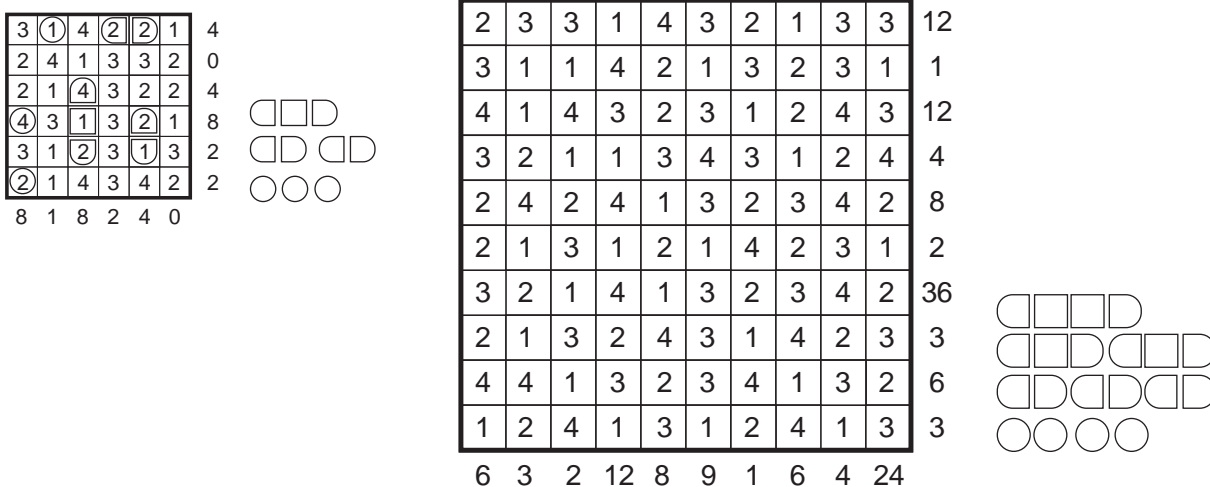 3 1 4 2 2 1 4
2 4 1 3 3 2 0
2 1 4 3 2 2 4
4 3 1 3 2 1 8
3 1 2 3 1 3 2
2 1 4 3 4 2 2
8 1 8 2 4 0
2 3 3 1 4 3 2 1 3 3 12
3 1 1 4 2 1 3 2 3 1 1
4 1 4 3 2 3 1 2 4 3 12
3 2 1 1 3 4 3 1 2 4 4
2 4 2 4 1 3 2 3 4 2 8
2 1 3 1 2 1 4 2 3 1 2
3 2 1 4 1 3 2 3 4 2 36
2 1 3 2 4 3 1 4 2 3 3
4 4 1 3 2 3 4 1 3 2 6
1 2 4 1 3 1 2 4 1 3 3
6 3 2 12 8 9 1 6 4 24